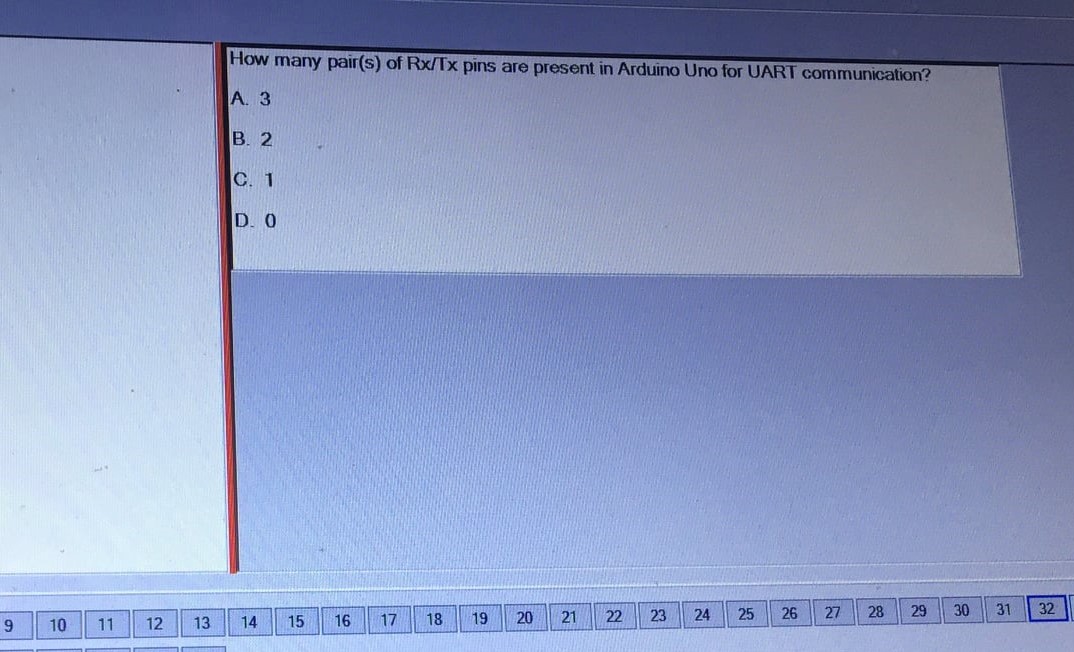 How many pair(s) of Rx/Tx pins are present in Arduino Uno for UART communication?
A. 3
B. 2
C. 1
D. 0
9 10 11 12 13 14 15 16 17 18 19 20 21 22 23 24 25 26 27 28 29 30 31 32